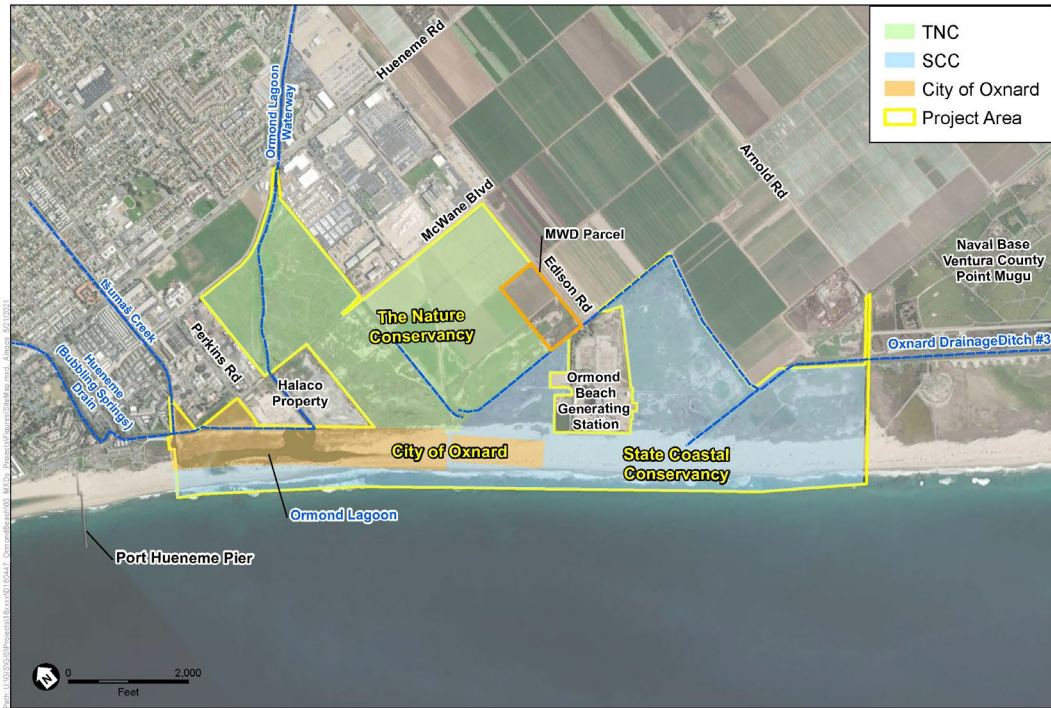 TNC
SCC
City of Oxnard
Project Area
Hueneme Rd
Ormond Lagoon
Waterway
Arnold Rd
McWane Blvd
MWD Parcel
Edison Rd
Naval Base
Ventura County
Point Mugu
tšumaš Creek
The Nature
Conservancy
Oxnard DrainageDitch #3
Hueneme
(Bubbling Springs)
Drain
Perkins Rd
Halaco
Property
Ormond
Beach
Generating
Station
City of Oxnard
State Coastal
Conservancy
Ormond Lagoon
Port Hueneme Pier
N
0
2,000
Feet